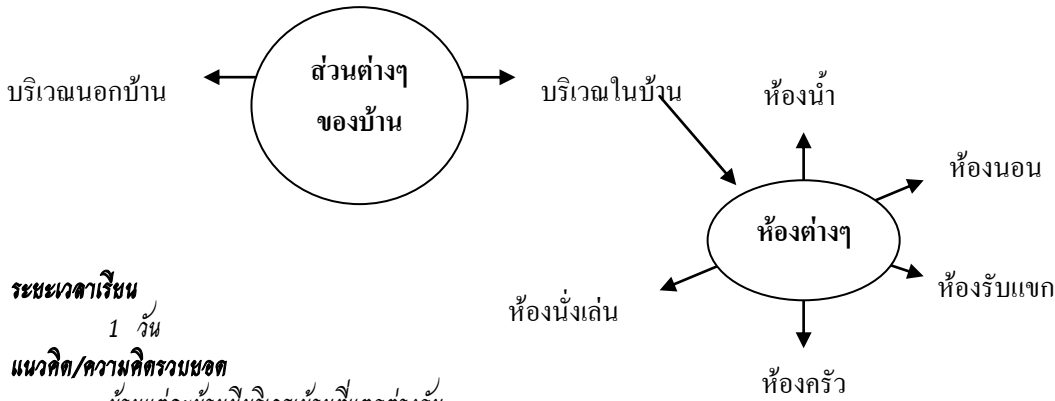 ส่วนต่างๆ
ของบ้าน
บริเวณนอกบ้าน
บริเวณในบ้าน
ห้องน้ำ
ห้องนอน
ห้องต่างๆ
ห้องรับแขก
ห้องนั่งเล่น
ห้องครัว
ระยะเวลาเรียน
1 วัน
แนวคิด/ความคิดรวบยอด